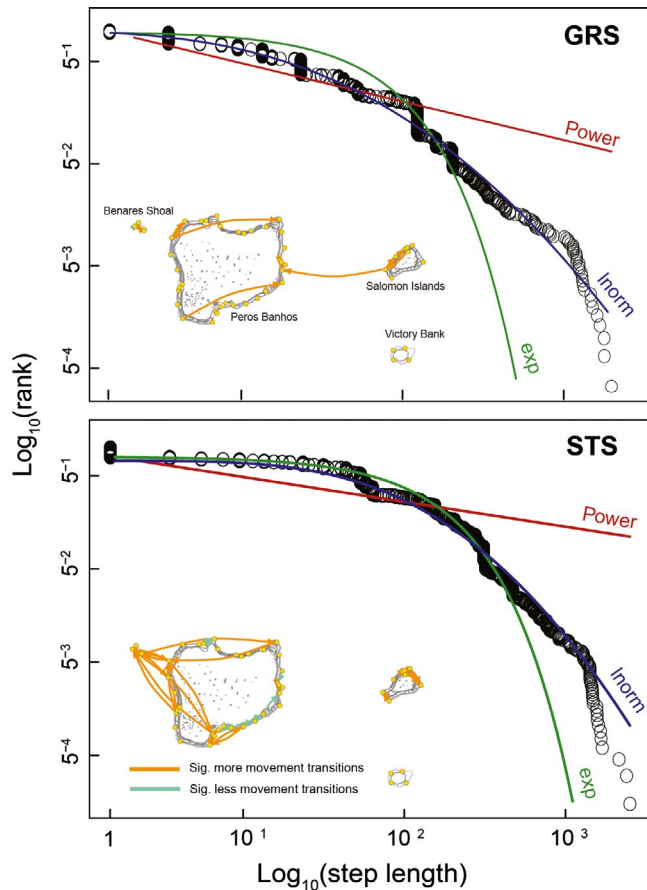 GRS
5⁻¹
Power
5⁻²
Benares Shoal
5⁻³
Salomon Islands
Peros Banhos
lnorm
Victory Bank
exp
5⁻⁴
Log₁₀(rank)
STS
5⁻¹
Power
5⁻²
5⁻³
lnorm
5⁻⁴
Sig. more movement transitions
Sig. less movement transitions
exp
1
10¹
10²
10³
Log₁₀(step length)